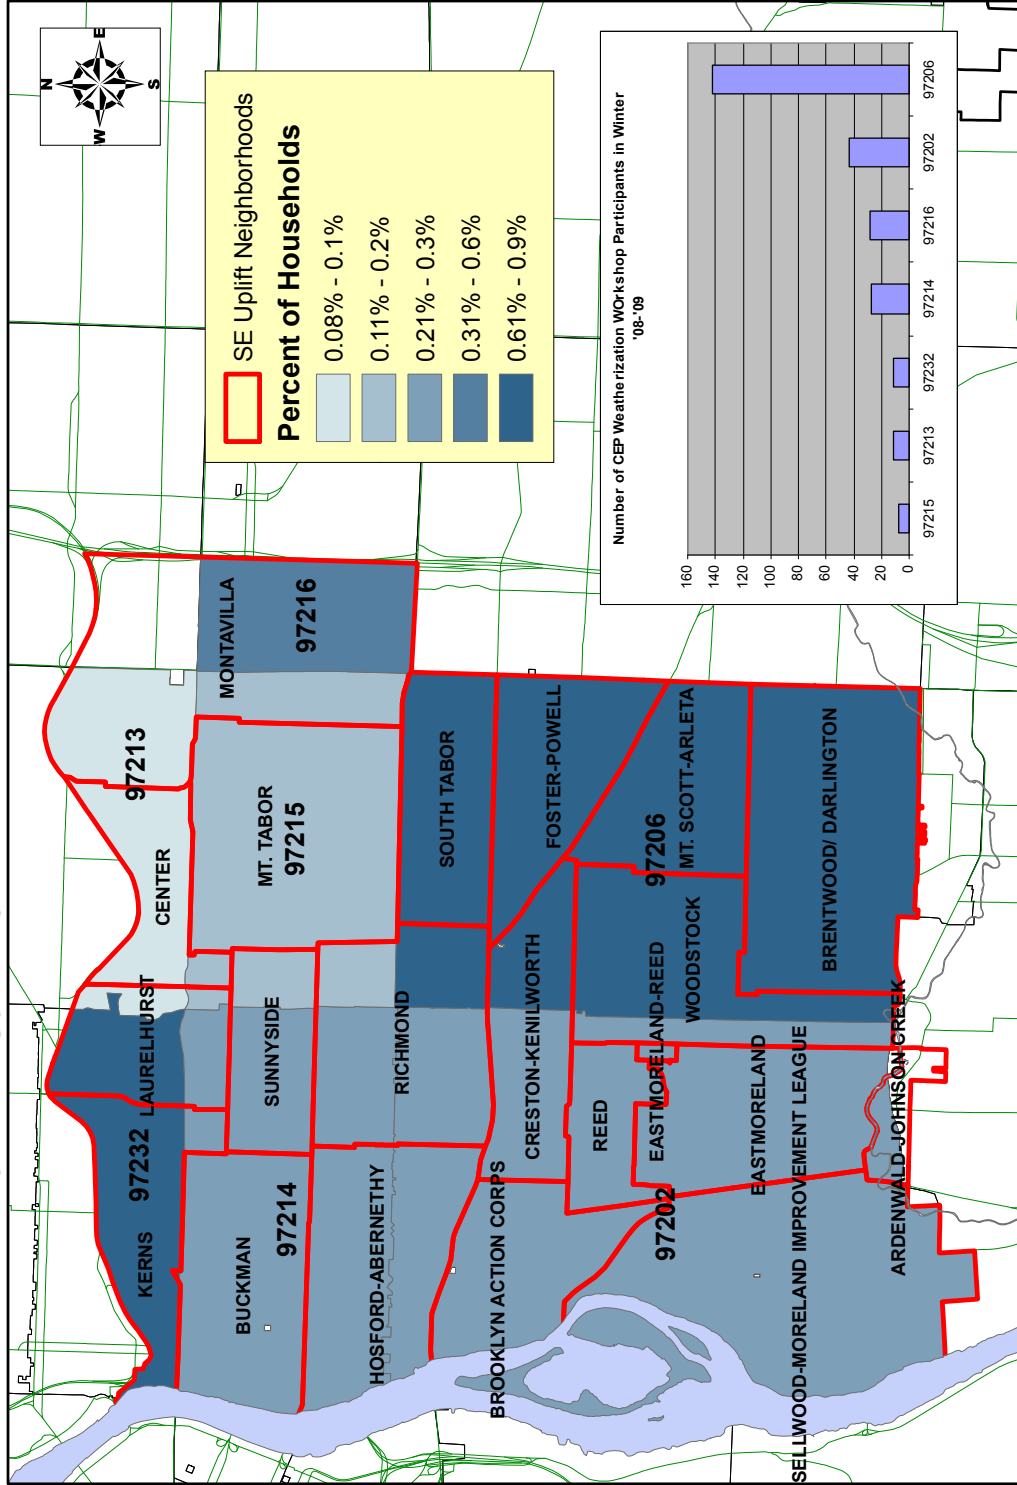 N
W
E
S
SE Uplift Neighborhoods
Percent of Households
0.08% - 0.1%
0.11% - 0.2%
0.21% - 0.3%
0.31% - 0.6%
0.61% - 0.9%
KERNS
97232
LAURELHURST
CENTER
97213
MONTAVILLA
97216
BUCKMAN
97214
SUNNYSIDE
MT. TABOR
97215
HOSFORD-ABERNETHY
RICHMOND
SOUTH TABOR
BROOKLYN ACTION CORPS
CRESTON-KENILWORTH
FOSTER-POWELL
REED
EASTMORELAND-REED
WOODSTOCK
97206
MT. SCOTT-ARLETA
97202
EASTMORELAND
SELLWOOD-MORELAND IMPROVEMENT LEAGUE
BRENTWOOD/ DARLINGTON
ARDENWALD-JOHNSON CREEK
Number of CEP Weatherization WOrkshop Participants in Winter
'08-'09
160
140
120
100
80
60
40
20
0
97215
97213
97232
97214
97216
97202
97206